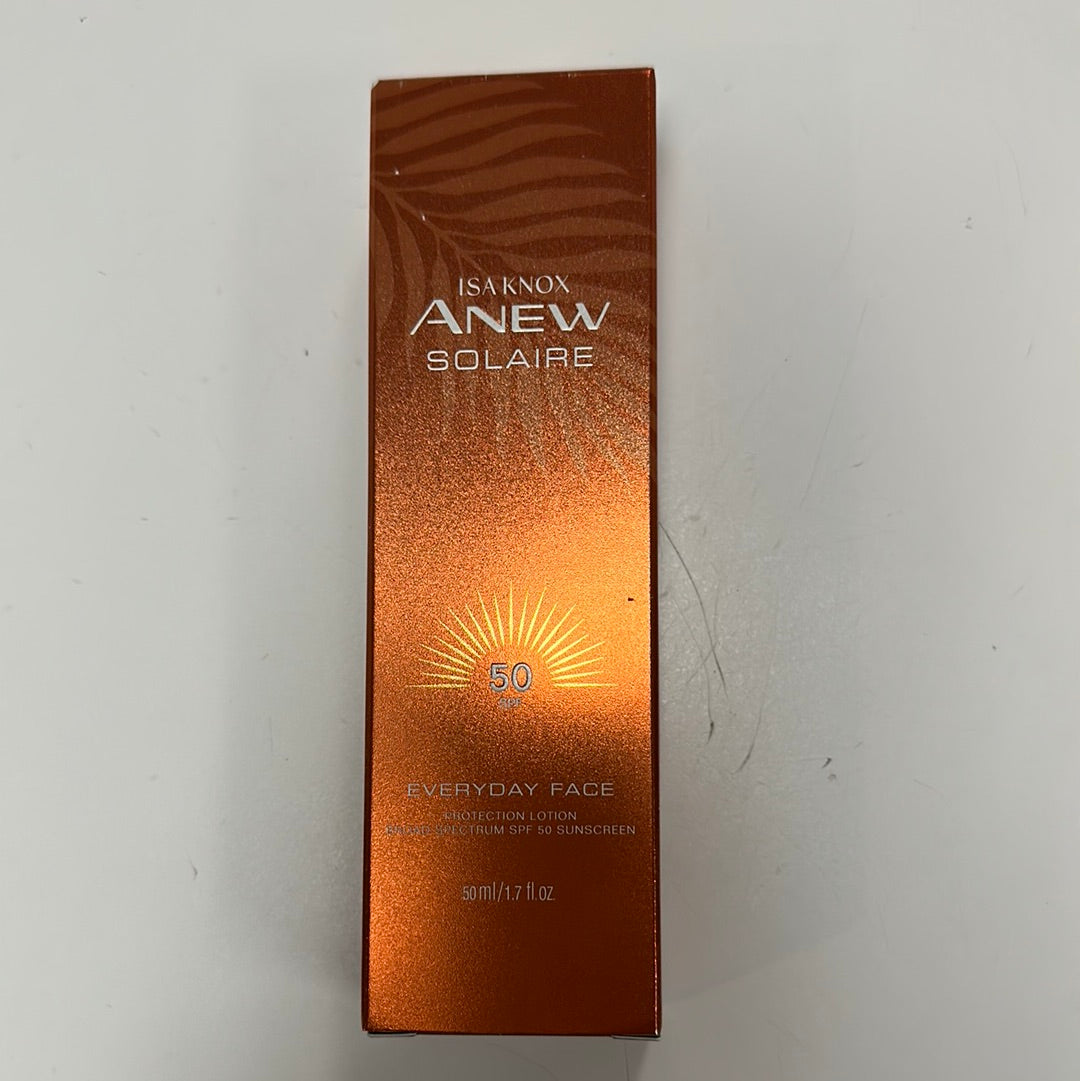 ISA KNOX
ANEW
SOLAIRE
50
SPF
EVERYDAY FACE
PROTECTION LOTION
BROAD SPECTRUM SPF 50 SUNSCREEN
50 ml/1.7 fl.oz.